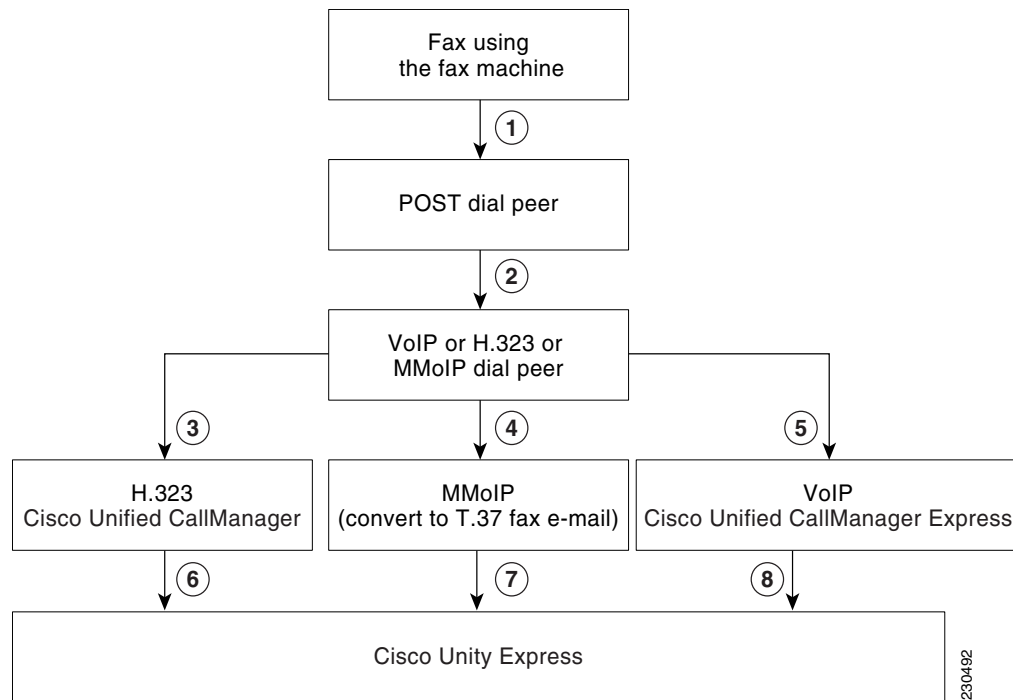 Fax using
the fax machine
1
POST dial peer
2
VoIP or H.323 or
MMoIP dial peer
3
4
5
H.323
Cisco Unified CallManager
MMoIP
(convert to T.37 fax e-mail)
VoIP
Cisco Unified CallManager Express
6
7
8
Cisco Unity Express
230492